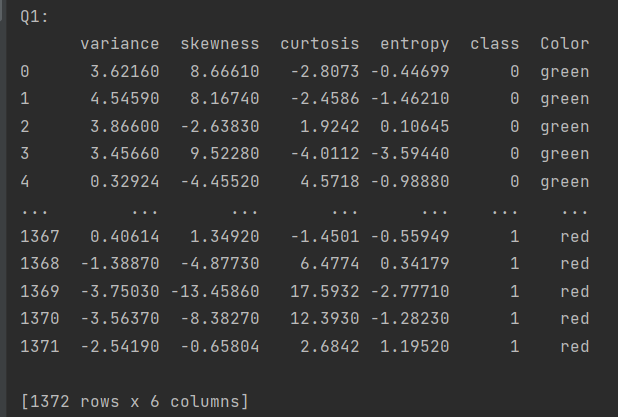 Q1:
variance skewness curtosis entropy class Color
0 3.62160 8.66610 -2.8073 -0.44699 0 green
1 4.54590 8.16740 -2.4586 -1.46210 0 green
2 3.86600 -2.63830 1.9242 0.10645 0 green
3 3.45660 9.52280 -4.0112 -3.59440 0 green
4 0.32924 -4.45520 4.5718 -0.98880 0 green
... ... ... ... ... ... ...
1367 0.40614 1.34920 -1.4501 -0.55949 1 red
1368 -1.38870 -4.87730 6.4774 0.34179 1 red
1369 -3.75030 -13.45860 17.5932 -2.77710 1 red
1370 -3.56370 -8.38270 12.3930 -1.28230 1 red
1371 -2.54190 -0.65804 2.6842 1.19520 1 red
[1372 rows x 6 columns]